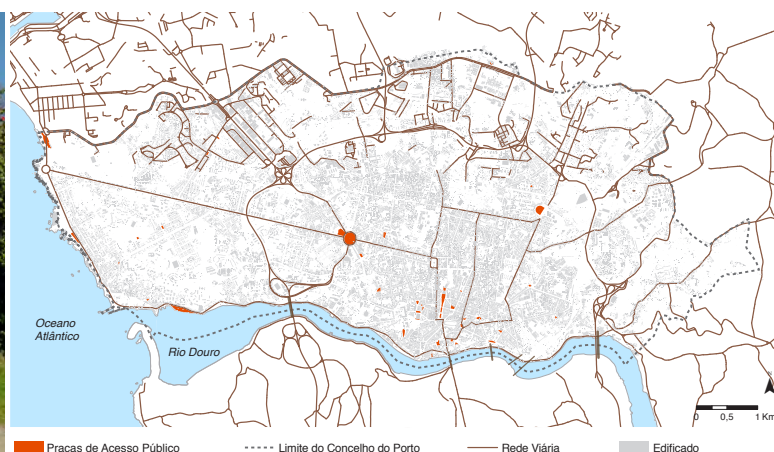 Oceano
Atlântico
Rio Douro
N
0 0,5 1 Km
Praças de Acesso Público
Limite do Concelho do Porto
Rede Viária
Edificado